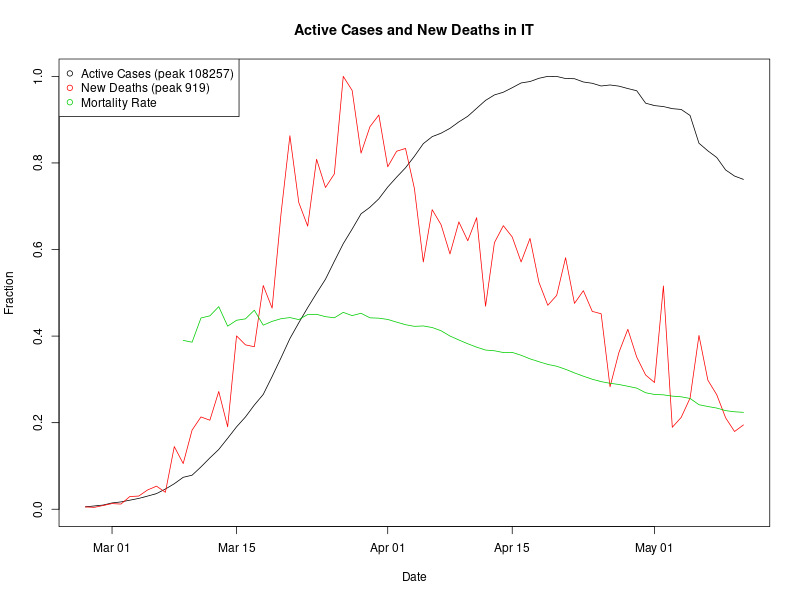 Active Cases and New Deaths in IT
Active Cases (peak 108257)
New Deaths (peak 919)
Mortality Rate
1.0
0.8
0.6
0.4
0.2
0.0
Fraction
Mar 01
Mar 15
Apr 01
Apr 15
May 01
Date